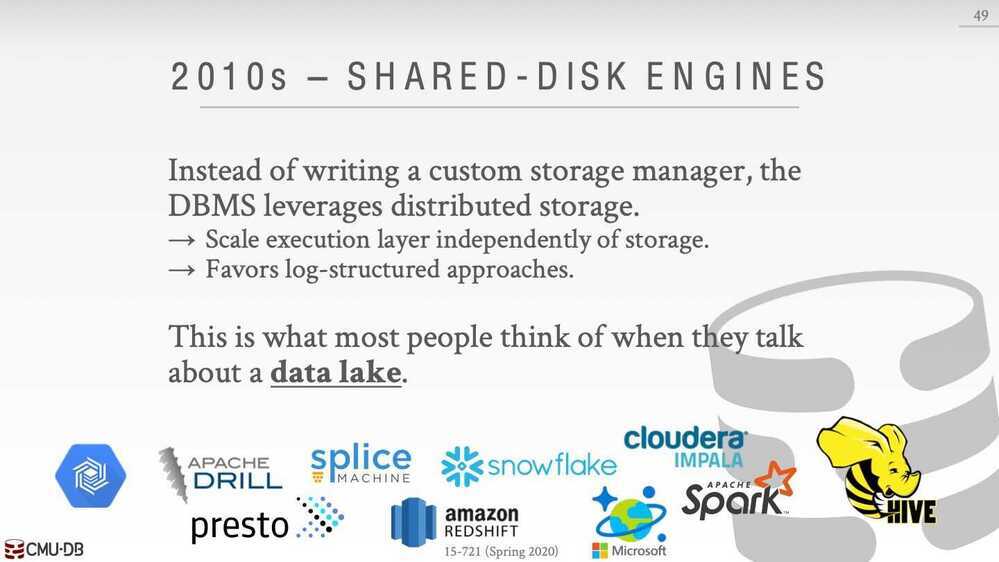 49
2010s – SHARED-DISK ENGINES
Instead of writing a custom storage manager, the
DBMS leverages distributed storage.
→ Scale execution layer independently of storage.
→ Favors log-structured approaches.
This is what most people think of when they talk
about a data lake.
APACHE
DRILL
splice
MACHINE
snowflake
cloudera
IMPALA
APACHE
Spark™
HIVE
presto
amazon
REDSHIFT
Microsoft
CMU·DB
15-721 (Spring 2020)